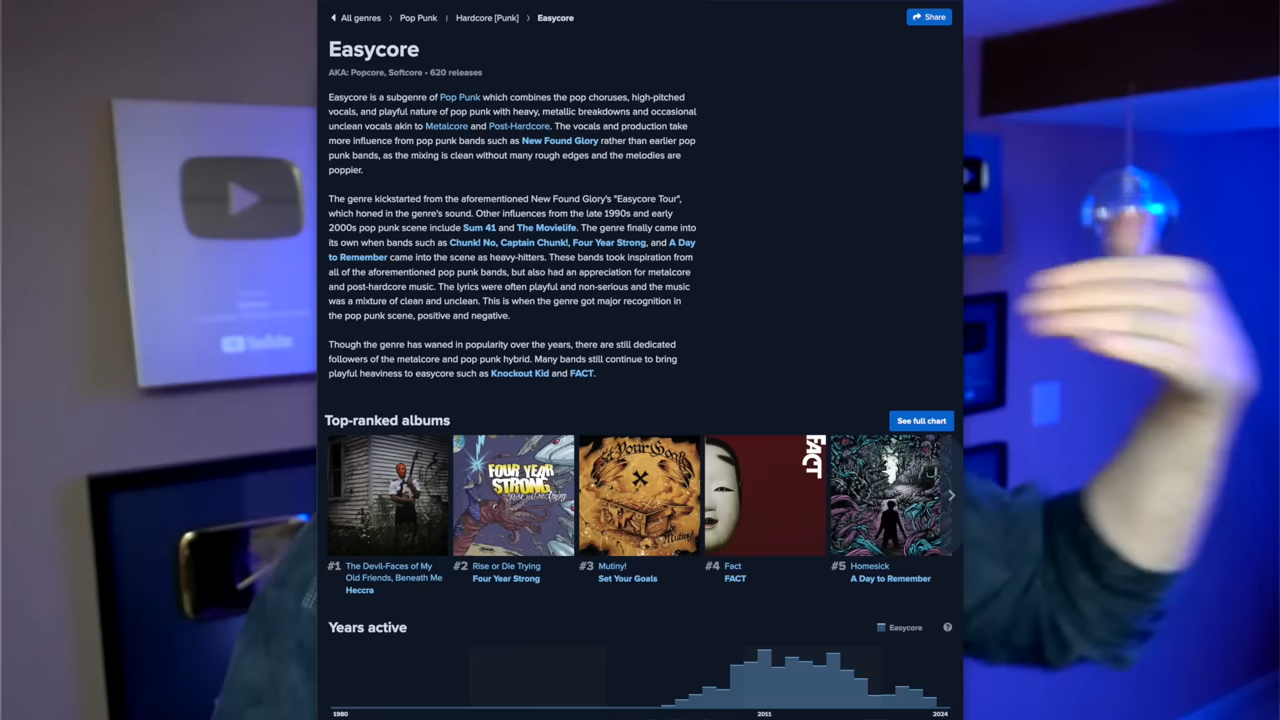 All genres › Pop Punk | Hardcore [Punk] › Easycore
Share
Easycore
AKA: Popcore, Softcore • 620 releases
Easycore is a subgenre of Pop Punk which combines the pop choruses, high-pitched
vocals, and playful nature of pop punk with heavy, metallic breakdowns and occasional
unclean vocals akin to Metalcore and Post-Hardcore. The vocals and production take
more influence from pop punk bands such as New Found Glory rather than earlier pop
punk bands, as the mixing is clean without many rough edges and the melodies are
poppier.
The genre kickstarted from the aforementioned New Found Glory's "Easycore Tour",
which honed in the genre's sound. Other influences from the late 1990s and early
2000s pop punk scene include Sum 41 and The Movielife. The genre finally came into
its own when bands such as Chunk! No, Captain Chunk!, Four Year Strong, and A Day
to Remember came into the scene as heavy-hitters. These bands took inspiration from
all of the aforementioned pop punk bands, but also had an appreciation for metalcore
and post-hardcore music. The lyrics were often playful and non-serious and the music
was a mixture of clean and unclean. This is when the genre got major recognition in
the pop punk scene, positive and negative.
Though the genre has waned in popularity over the years, there are still dedicated
followers of the metalcore and pop punk hybrid. Many bands still continue to bring
playful heaviness to easycore such as Knockout Kid and FACT.
Top-ranked albums
See full chart
FOUR YEAR
STRONG
Rise or Die Trying
Set Your Goals
Mutiny!
FACT
#1 The Devil-Faces of My
Old Friends, Beneath Me
Heccra
#2 Rise or Die Trying
Four Year Strong
#3 Mutiny!
Set Your Goals
#4 Fact
FACT
#5 Homesick
A Day to Remember
Years active
Easycore
?
1980
2011
2024
YouTube